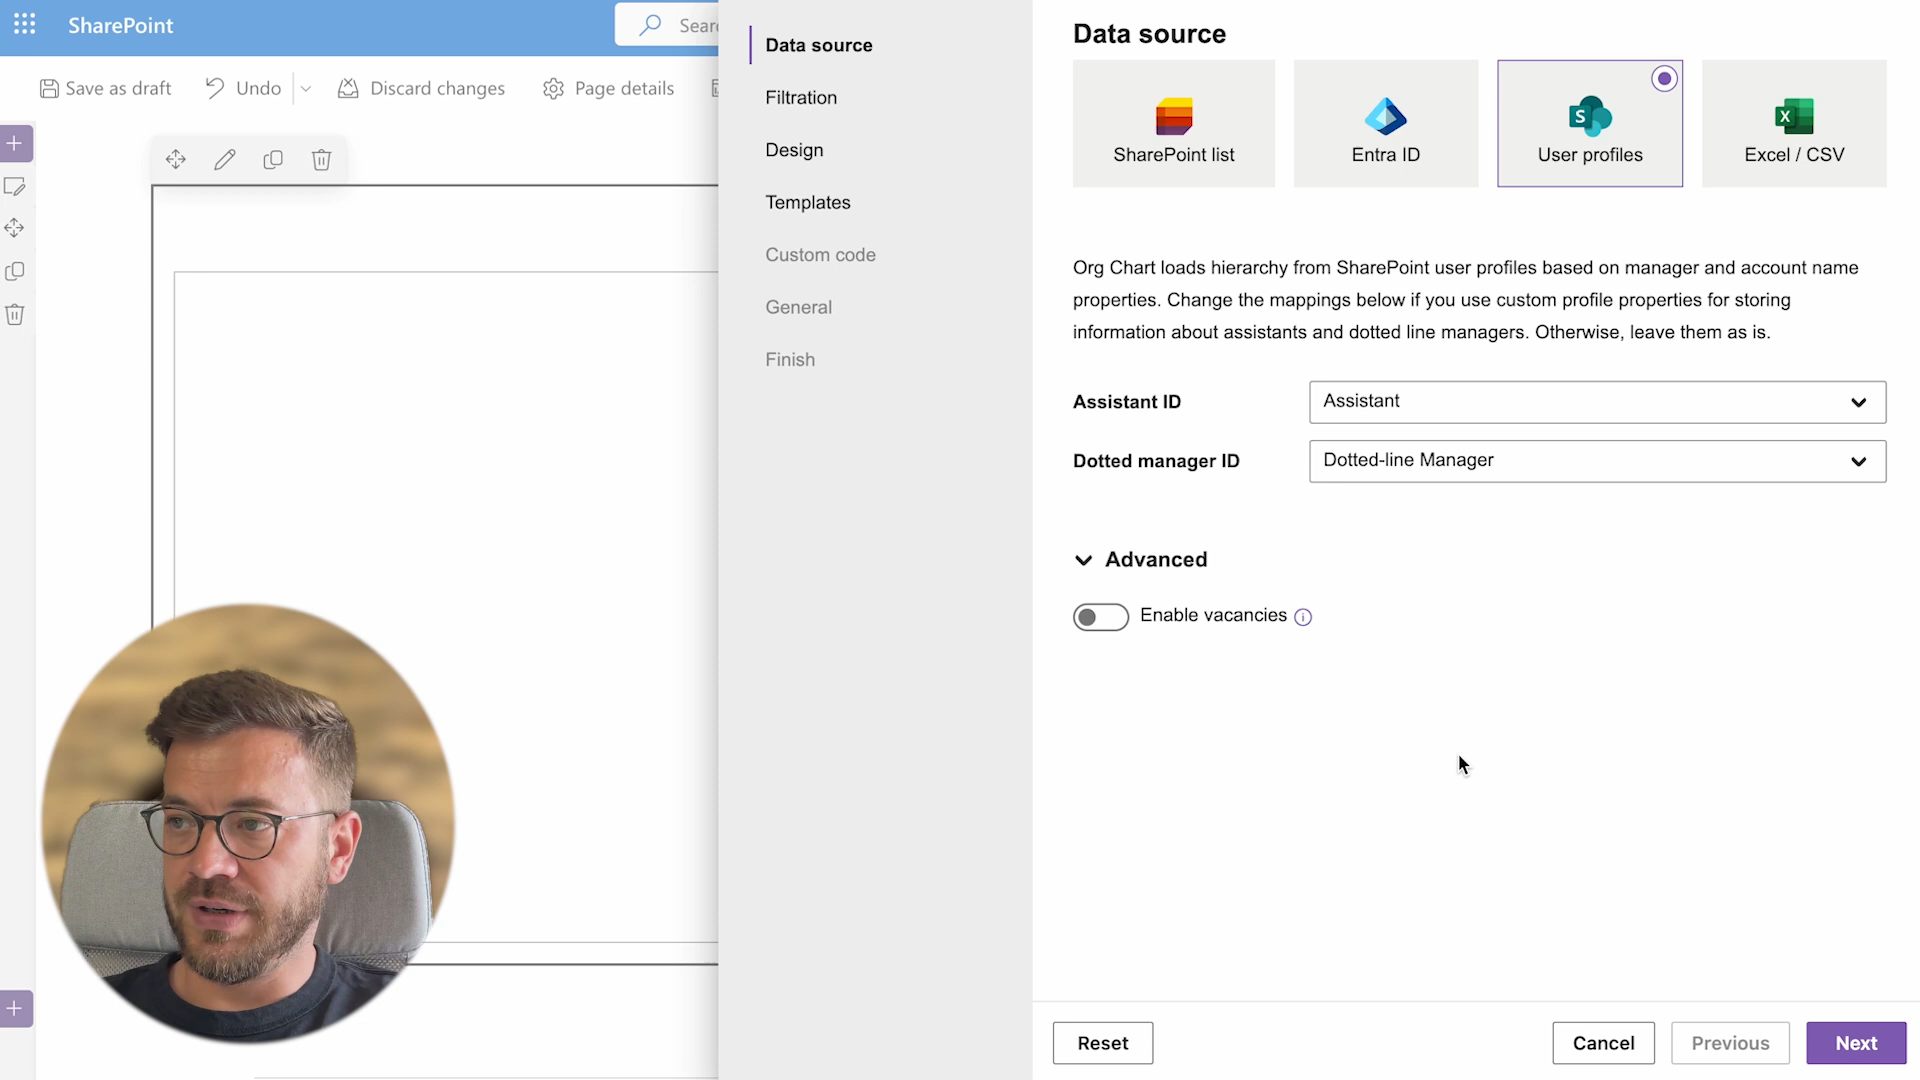 SharePoint
Save as draft
Undo
Discard changes
Page details
Data source
Filtration
Design
Templates
Custom code
General
Finish
Data source
SharePoint list
Entra ID
S
User profiles
X
Excel / CSV
Org Chart loads hierarchy from SharePoint user profiles based on manager and account name
properties. Change the mappings below if you use custom profile properties for storing
information about assistants and dotted line managers. Otherwise, leave them as is.
Assistant ID
Assistant
Dotted manager ID
Dotted-line Manager
Advanced
Enable vacancies
Reset
Cancel
Previous
Next